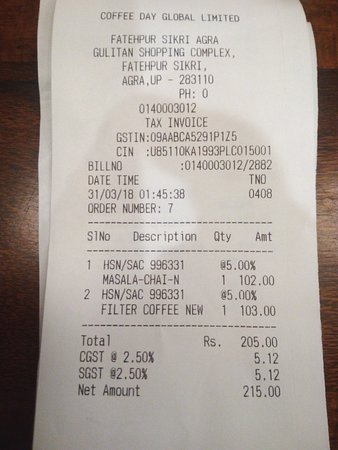 COFFEE DAY GLOBAL LIMITED
FATEHPUR SIKRI AGRA
GULITAN SHOPPING COMPLEX,
FATEHPUR SIKRI,
AGRA,UP - 283110
PH: 0
0140003012
TAX INVOICE
GSTIN:09AABCA5291P1Z5
CIN :U85110KA1993PLC015001
BILLNO :0140003012/2882
DATE TIME TNO
31/03/18 01:45:38 0408
ORDER NUMBER: 7
SlNo Description Qty Amt
1 HSN/SAC 996331 @5.00%
MASALA-CHAI-N 1 102.00
2 HSN/SAC 996331 @5.00%
FILTER COFFEE NEW 1 103.00
Total Rs. 205.00
CGST @ 2.50% 5.12
SGST @2.50% 5.12
Net Amount 215.00